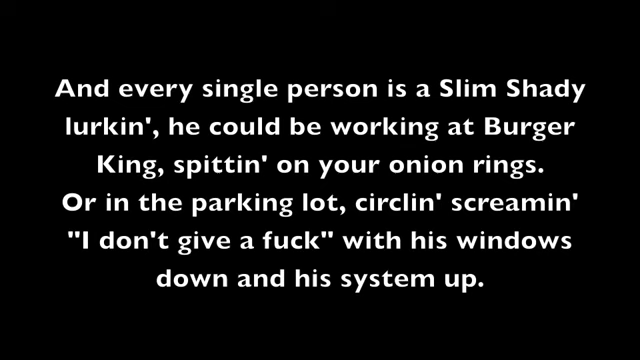 And every single person is a Slim Shady
lurkin', he could be working at Burger
King, spittin' on your onion rings.
Or in the parking lot, circlin' screamin'
"I don't give a fuck" with his windows
down and his system up.